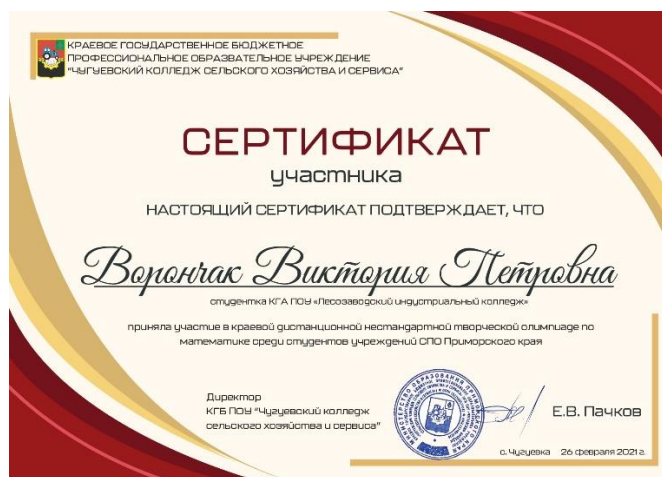 КРАЕВОЕ ГОСУДАРСТВЕННОЕ БЮДЖЕТНОЕ
ПРОФЕССИОНАЛЬНОЕ ОБРАЗВАТЕЛЬНОЕ УЧРЕЖДЕНИЕ
"ЧУГУЕВСКИЙ КОЛЛЕДЖ СЕЛЬСКОГО ХОЗЯЙСТВА И СЕРВИСА"
СЕРТИФИКАТ
участника
НАСТОЯЩИЙ СЕРТИФИКАТ ПОДТВЕРЖДАЕТ, ЧТО
Ворончак Виктория Петровна
студентка КГА ПОУ «Лесозаводский индустриальный колледж»
приняла участие в краевой дистанционной нестандартной творческой олимпиаде по
математике среди студентов учреждений СПО Приморского края
Директор
КГБ ПОУ "Чугуевский колледж
сельского хозяйства и сервиса"
Е.В. Пачков
с. Чугуевка 26 февраля 2021г.